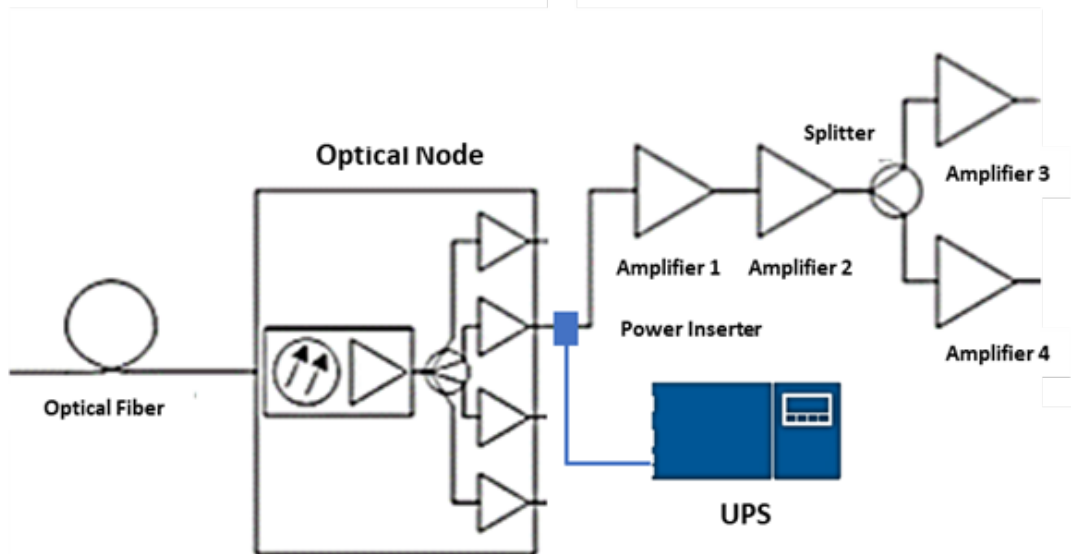 Optical Node
Splitter
Amplifier 3
Amplifier 1
Amplifier 2
Power Inserter
Amplifier 4
Optical Fiber
UPS